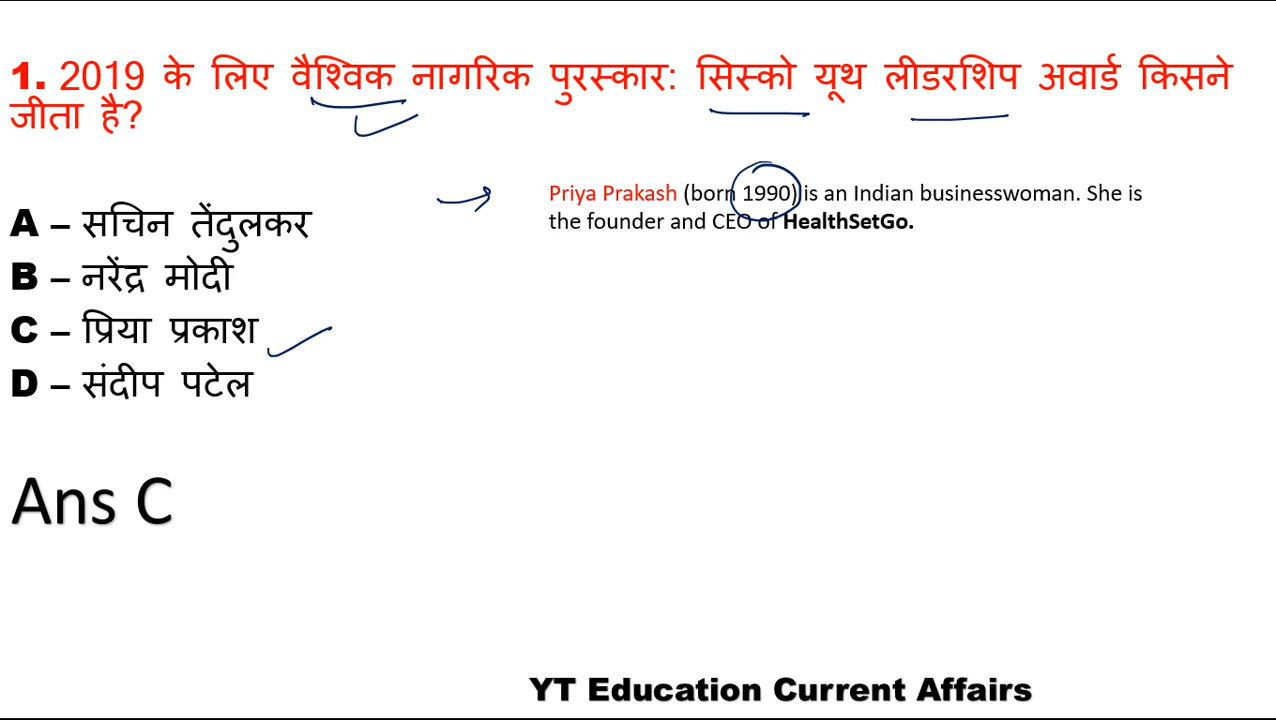 1. 2019 के लिए वैश्विक नागरिक पुरस्कार: सिस्को यूथ लीडरशिप अवार्ड किसने
जीता है?
Priya Prakash (born 1990) is an Indian businesswoman. She is
the founder and CEO of HealthSetGo.
A – सचिन तेंदुलकर
B – नरेंद्र मोदी
C – प्रिया प्रकाश
D – संदीप पटेल
Ans C
YT Education Current Affairs